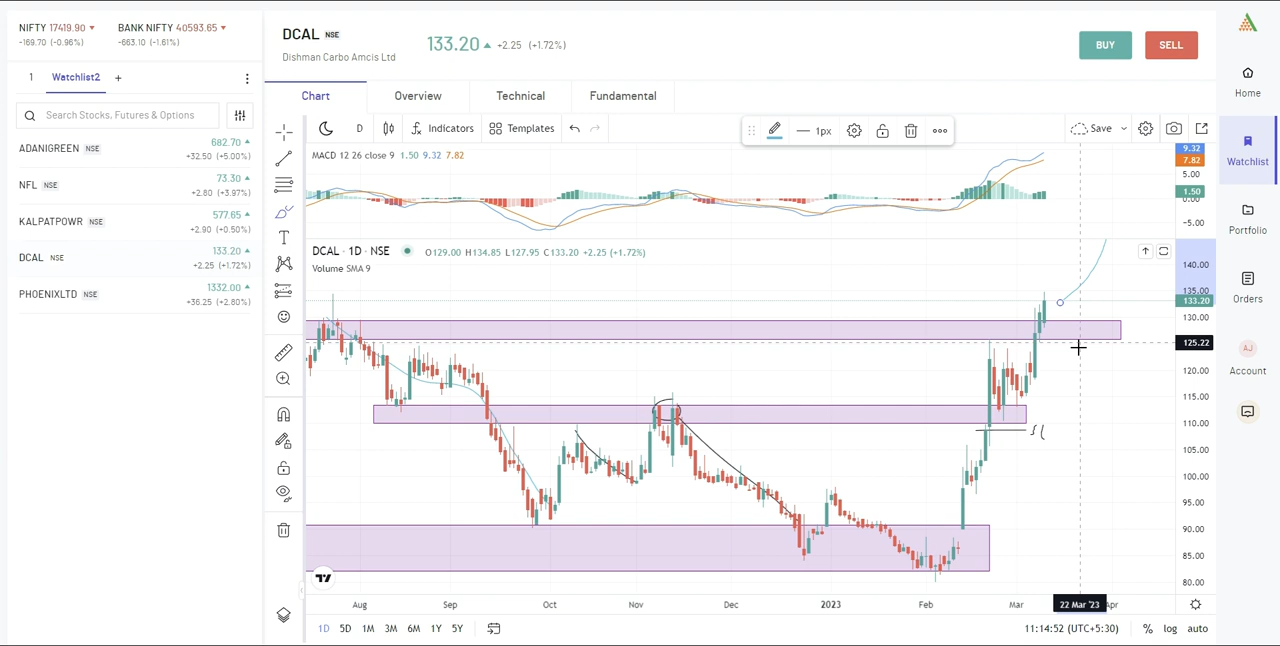 NIFTY 17419.90 BANK NIFTY 40593.65
-169.70 (-0.96%) -663.10 (-1.61%)
1 Watchlist2 +
Search Stocks, Futures & Options
ADANIGREEN NSE 682.70
+32.50 (+5.00%)
NFL NSE 73.30
+2.80 (+3.97%)
KALPATPOWR NSE 577.65
+2.90 (+0.50%)
DCAL NSE 133.20
+2.25 (+1.72%)
PHOENIXLTD NSE 1332.00
+36.25 (+2.80%)
DCAL NSE
Dishman Carbo Amcis Ltd
133.20 +2.25 (+1.72%)
BUY SELL
Chart Overview Technical Fundamental
D Indicators Templates 1px Save
MACD 12 26 close 9 1.50 9.32 7.82
9.32
7.82
5.00
1.50
0.00
-5.00
DCAL · 1D · NSE O129.00 H134.85 L127.95 C133.20 +2.25 (+1.72%)
Volume SMA 9
140.00
135.00
133.20
130.00
125.22
120.00
115.00
110.00
105.00
100.00
95.00
90.00
85.00
80.00
Aug Sep Oct Nov Dec 2023 Feb Mar 22 Mar '23 Apr
1D 5D 1M 3M 6M 1Y 5Y
11:14:52 (UTC+5:30) % log auto
Home
Watchlist
Portfolio
Orders
AJ
Account